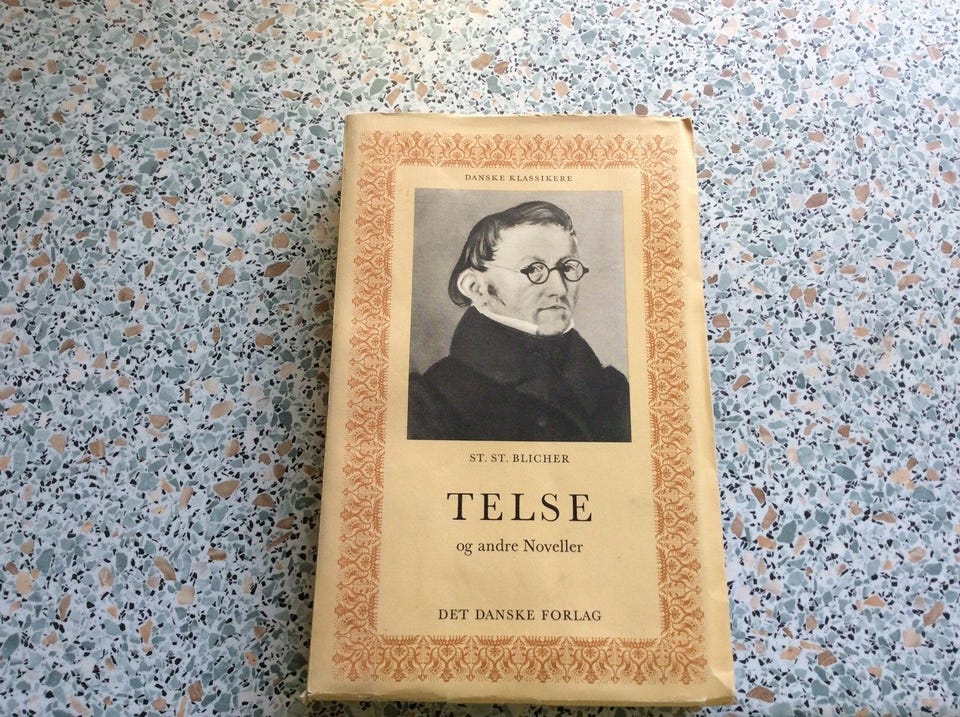 DANSKE KLASSIKERE
ST. ST. BLICHER
TELSE
og andre Noveller
DET DANSKE FORLAG